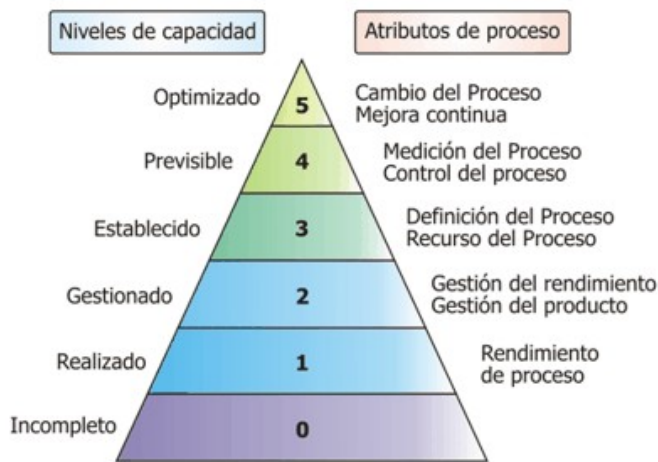 Niveles de capacidad
Atributos de proceso
Optimizado
5
Cambio del Proceso
Mejora continua
Previsible
4
Medición del Proceso
Control del proceso
Establecido
3
Definición del Proceso
Recurso del Proceso
Gestionado
2
Gestión del rendimiento
Gestión del producto
Realizado
1
Rendimiento
de proceso
Incompleto
0